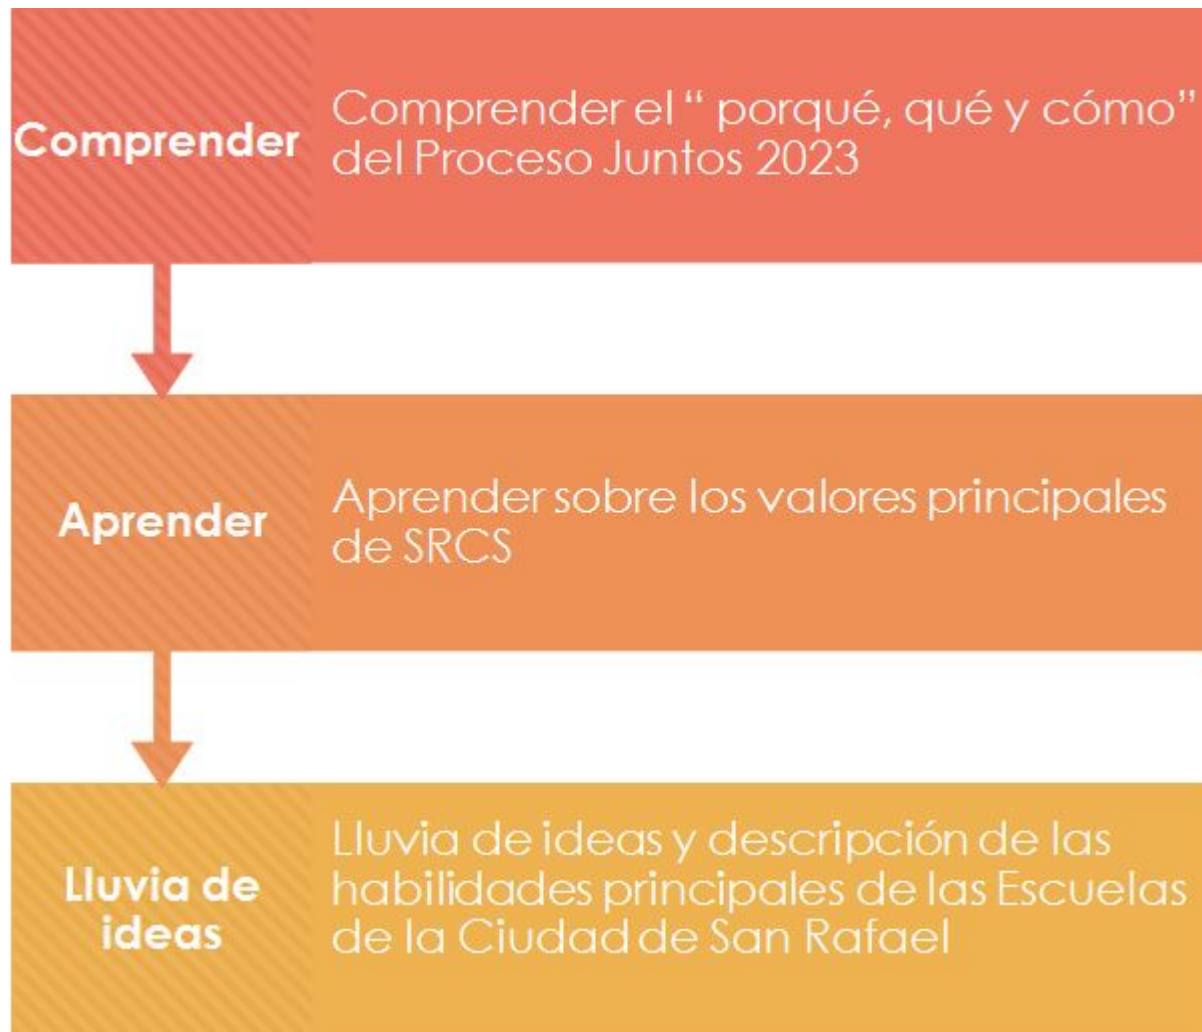 Comprender
Comprender el “ porqué, qué y cómo”
del Proceso Juntos 2023
Aprender
Aprender sobre los valores principales
de SRCS
Lluvia de
ideas
Lluvia de ideas y descripción de las
habilidades principales de las Escuelas
de la Ciudad de San Rafael